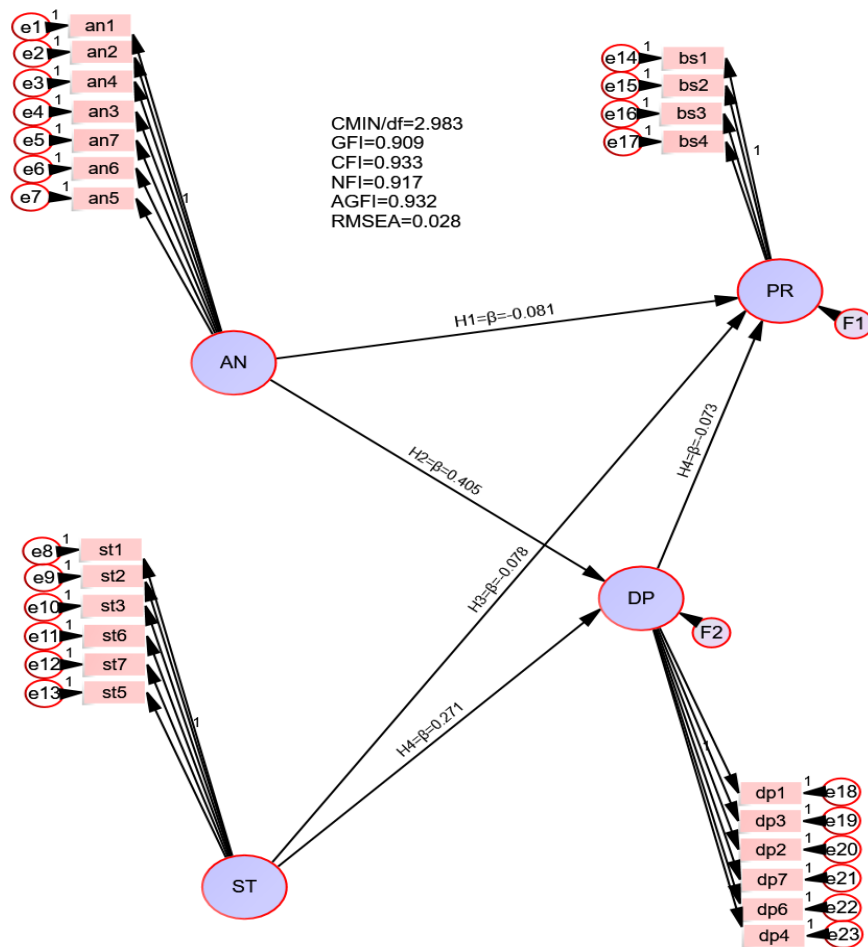 e1 1 an1
e2 1 an2
e3 1 an4
e4 1 an3
e5 1 an7
e6 1 an6
e7 1 an5
1
CMIN/df=2.983
GFI=0.909
CFI=0.933
NFI=0.917
AGFI=0.932
RMSEA=0.028
e14 1 bs1
e15 1 bs2
e16 1 bs3
e17 1 bs4
1
PR
F1
AN
H1=β=-0.081
H2=β=0.405
H3=β=-0.078
H4=β=-0.073
H4=β=0.271
e8 1 st1
e9 1 st2
e10 1 st3
e11 1 st6
e12 1 st7
e13 1 st5
1
DP
F2
ST
1
dp1 1 e18
dp3 1 e19
dp2 1 e20
dp7 1 e21
dp6 1 e22
dp4 1 e23